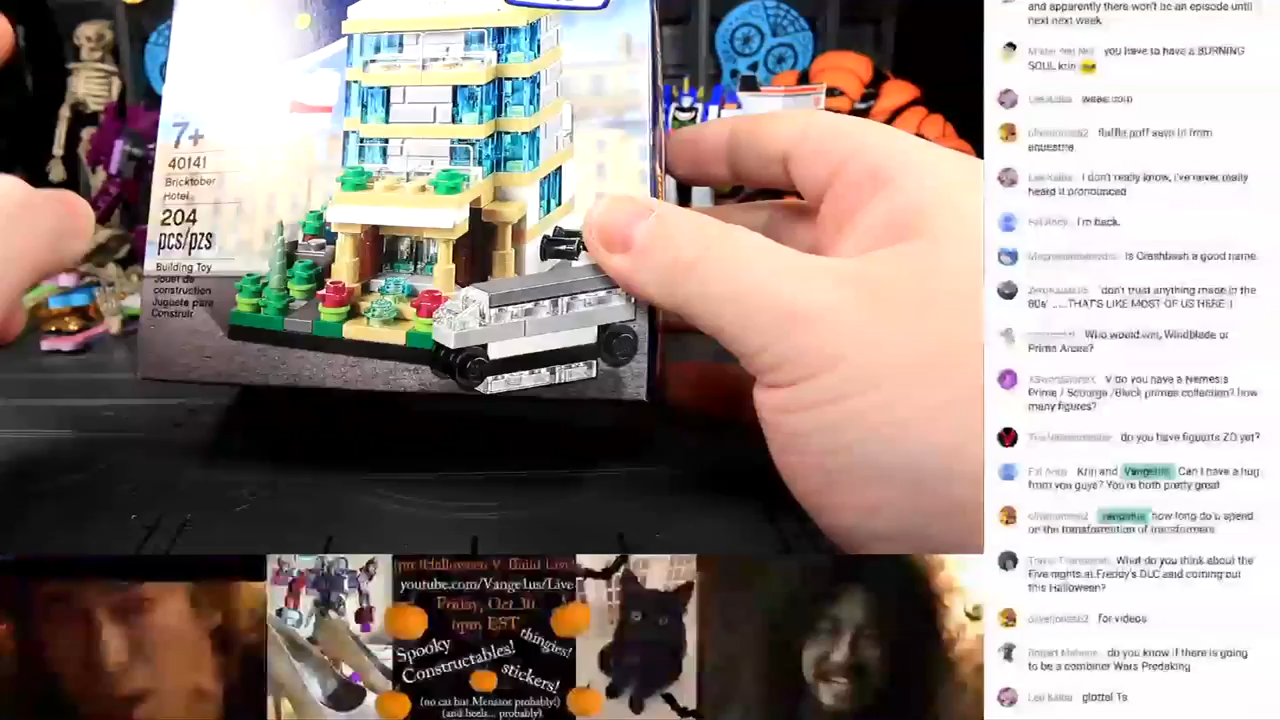 7+
40141
Bricktober
Hotel
204
pcs/pzs
Building Toy
Jouet de
construction
Juguete para
Construir
youtube.com/Vangelus/Live
Friday, Oct 30
6pm EST
Spooky
Constructables!
thingies!
stickers!
(no cat but Menasor probably!)
(and heels... probably)
and apparently there won't be an episode until
next next week
you have to have a BURNING
SOUL krin
fluffle puff save in from
equestria
I don't really know, I've never really
heard it pronounced
I'm back.
Is Crashbash a good name.
'don't trust anything made in the
80s' ....THAT'S LIKE MOST OF US HERE !
Who would win, Windblade or
Prime Arcee?
V do you have a Nemesis
Prime / Scourge /Black primes collection? how
many figures?
do you have figuarts ZO yet?
Krin and Vangelus Can I have a hug
from you guys? You're both pretty great
vangelus how long do u spend
on the transformation of transformers
What do you think about the
Five nights at Freddy's DLC said coming out
this Halloween?
for videos
do you know if there is going
to be a combiner Wars Predaking
glottal Ts